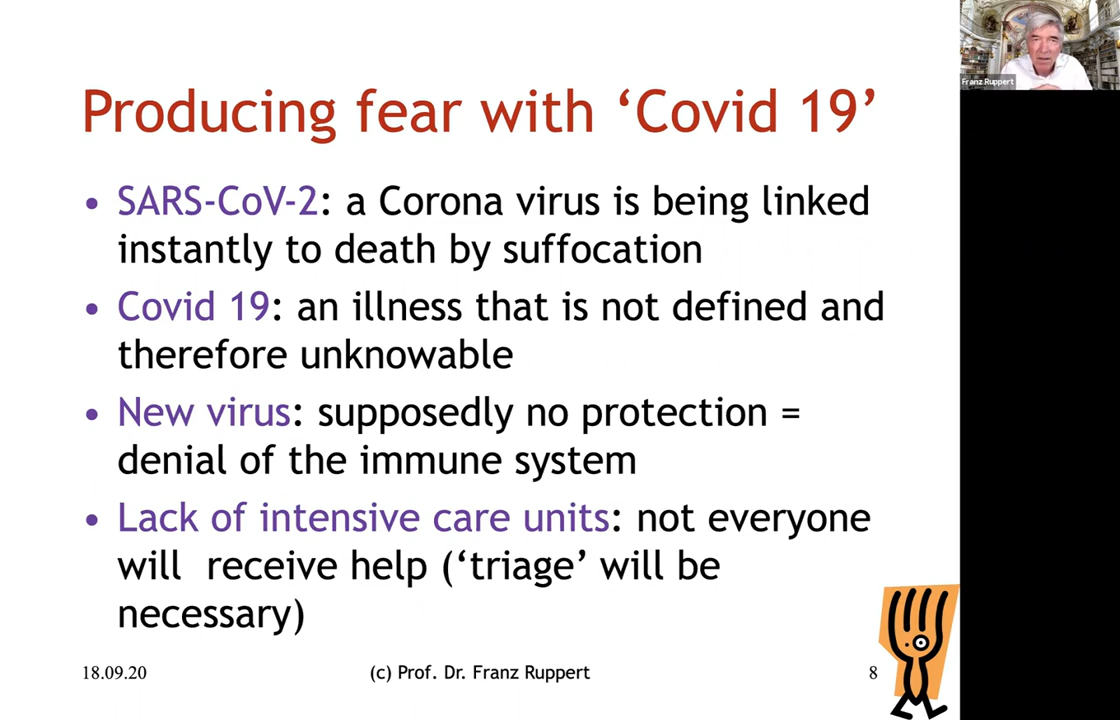 Franz Ruppert
Producing fear with ‘Covid 19’
• SARS-CoV-2: a Corona virus is being linked
instantly to death by suffocation
• Covid 19: an illness that is not defined and
therefore unknowable
• New virus: supposedly no protection =
denial of the immune system
• Lack of intensive care units: not everyone
will  receive help (‘triage’ will be
necessary)
18.09.20 (c) Prof. Dr. Franz Ruppert 8